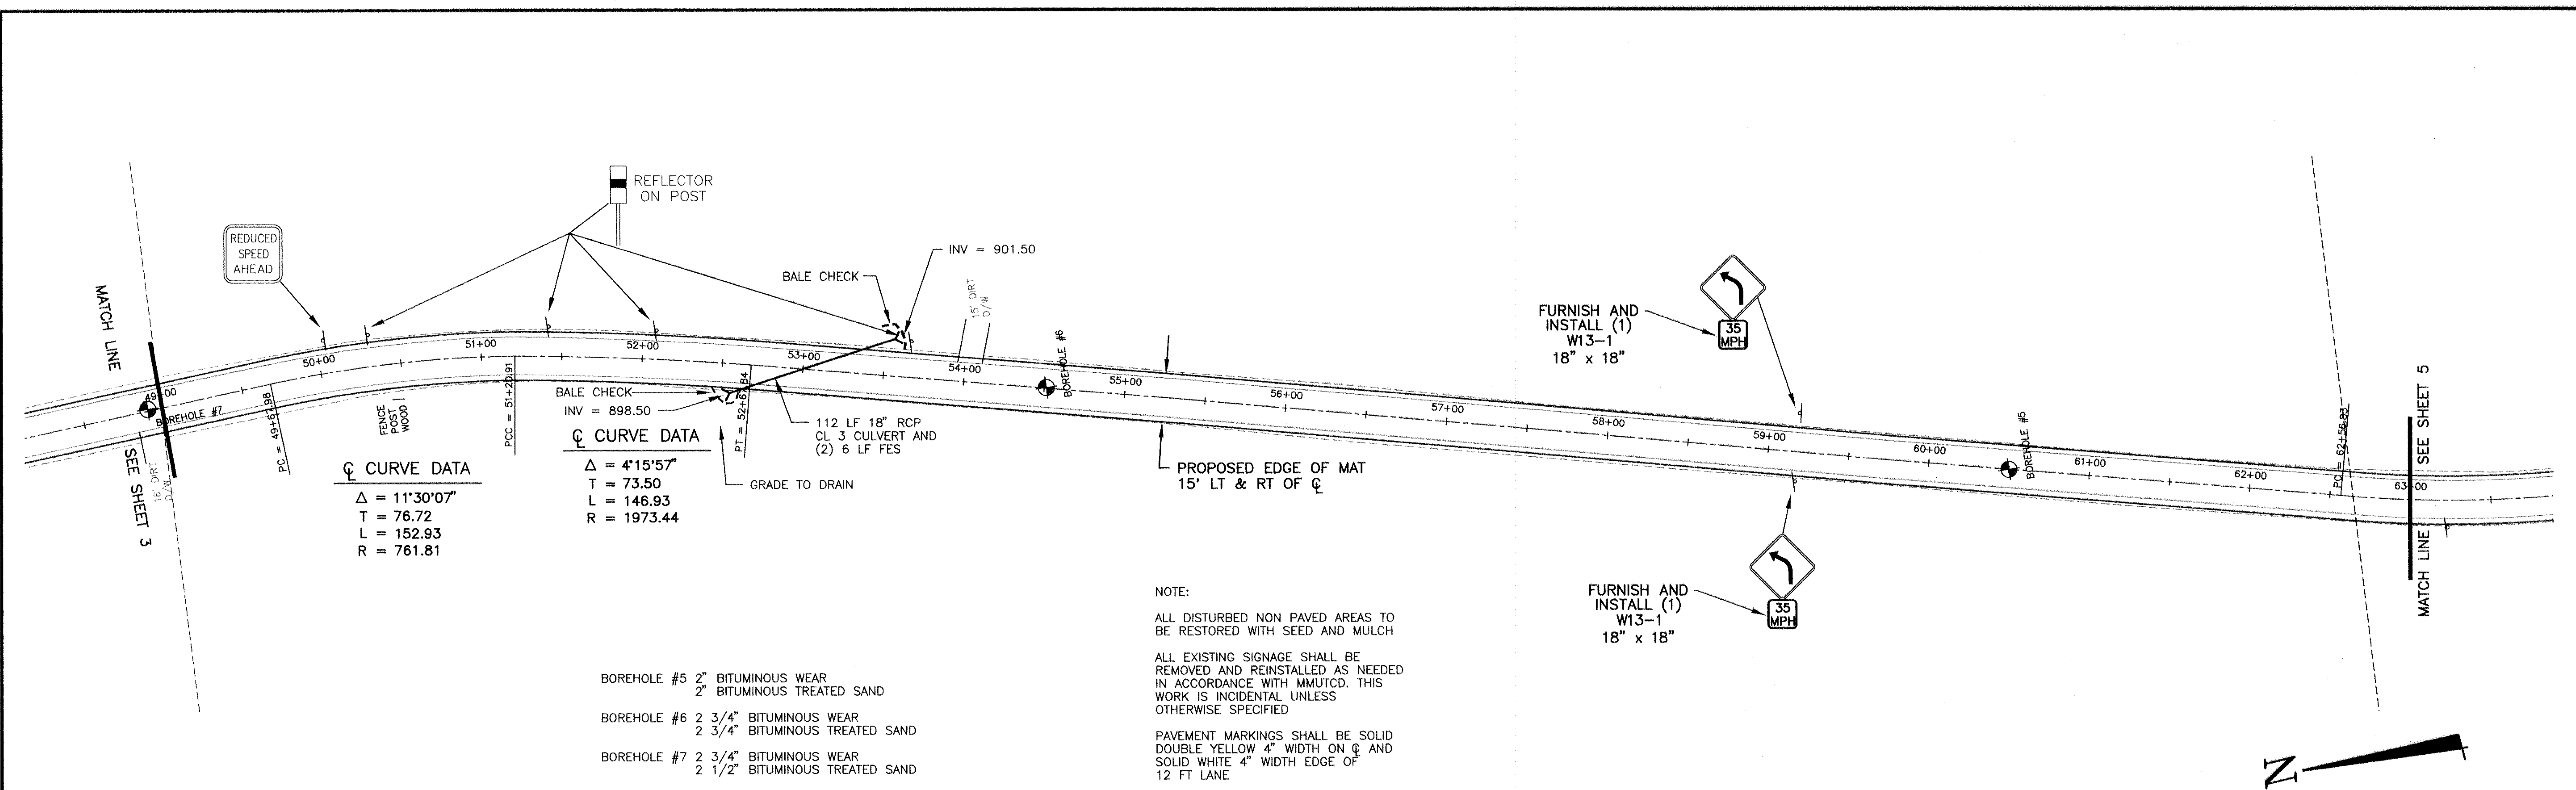 REFLECTOR
ON POST
REDUCED
SPEED
AHEAD
INV = 901.50
BALE CHECK
15' DIRT
D/W
MATCH LINE
SEE SHEET 3
49+00
BOREHOLE #7
16' DIRT
D/W
PC = 49+67.98
50+00
FENCE
POST
WOOD
51+00
PCC = 51+20.91
52+00
53+00
BALE CHECK
INV = 898.50
112 LF 18" RCP
CL 3 CULVERT AND
(2) 6 LF FES
GRADE TO DRAIN
℄ CURVE DATA
Δ = 11°30'07"
T = 76.72
L = 152.93
R = 761.81
℄ CURVE DATA
Δ = 4°15'57"
T = 73.50
L = 146.93
R = 1973.44
54+00
BOREHOLE #6
55+00
56+00
57+00
58+00
59+00
60+00
BOREHOLE #5
61+00
62+00
PC = 62+56.83
63+00
MATCH LINE SEE SHEET 5
PROPOSED EDGE OF MAT
15' LT & RT OF ℄
FURNISH AND
INSTALL (1)
W13-1
18" x 18"
35
MPH
FURNISH AND
INSTALL (1)
W13-1
18" x 18"
35
MPH
BOREHOLE #5 2" BITUMINOUS WEAR
2" BITUMINOUS TREATED SAND
BOREHOLE #6 2 3/4" BITUMINOUS WEAR
2 3/4" BITUMINOUS TREATED SAND
BOREHOLE #7 2 3/4" BITUMINOUS WEAR
2 1/2" BITUMINOUS TREATED SAND
NOTE:
ALL DISTURBED NON PAVED AREAS TO
BE RESTORED WITH SEED AND MULCH
ALL EXISTING SIGNAGE SHALL BE
REMOVED AND REINSTALLED AS NEEDED
IN ACCORDANCE WITH MMUTCD. THIS
WORK IS INCIDENTAL UNLESS
OTHERWISE SPECIFIED
PAVEMENT MARKINGS SHALL BE SOLID
DOUBLE YELLOW 4" WIDTH ON ℄ AND
SOLID WHITE 4" WIDTH EDGE OF
12 FT LANE
N